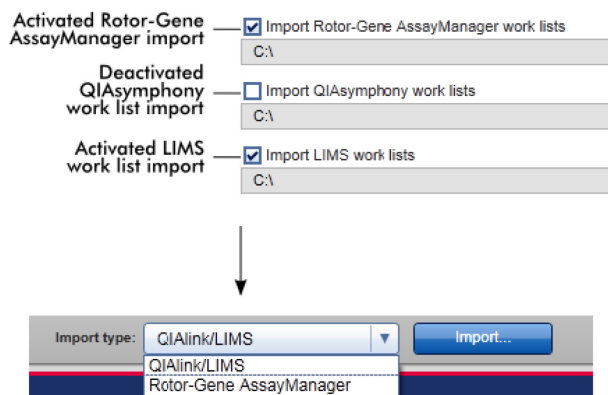 Activated Rotor-Gene
AssayManager import
Import Rotor-Gene AssayManager work lists
C:\
Deactivated
QIAsymphony
work list import
Import QIAsymphony work lists
C:\
Activated LIMS
work list import
Import LIMS work lists
C:\
Import type: QIAlink/LIMS Import...
QIAlink/LIMS
Rotor-Gene AssayManager